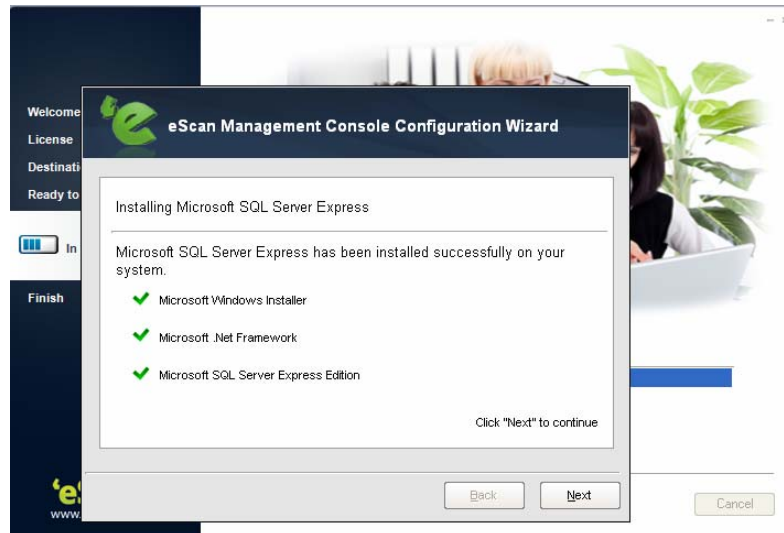 Welcome
License
Destinati
Ready to
In
Finish
eScan Management Console Configuration Wizard
Installing Microsoft SQL Server Express
Microsoft SQL Server Express has been installed successfully on your
system.
Microsoft Windows Installer
Microsoft .Net Framework
Microsoft SQL Server Express Edition
Click "Next" to continue
Back
Next
Cancel
www.